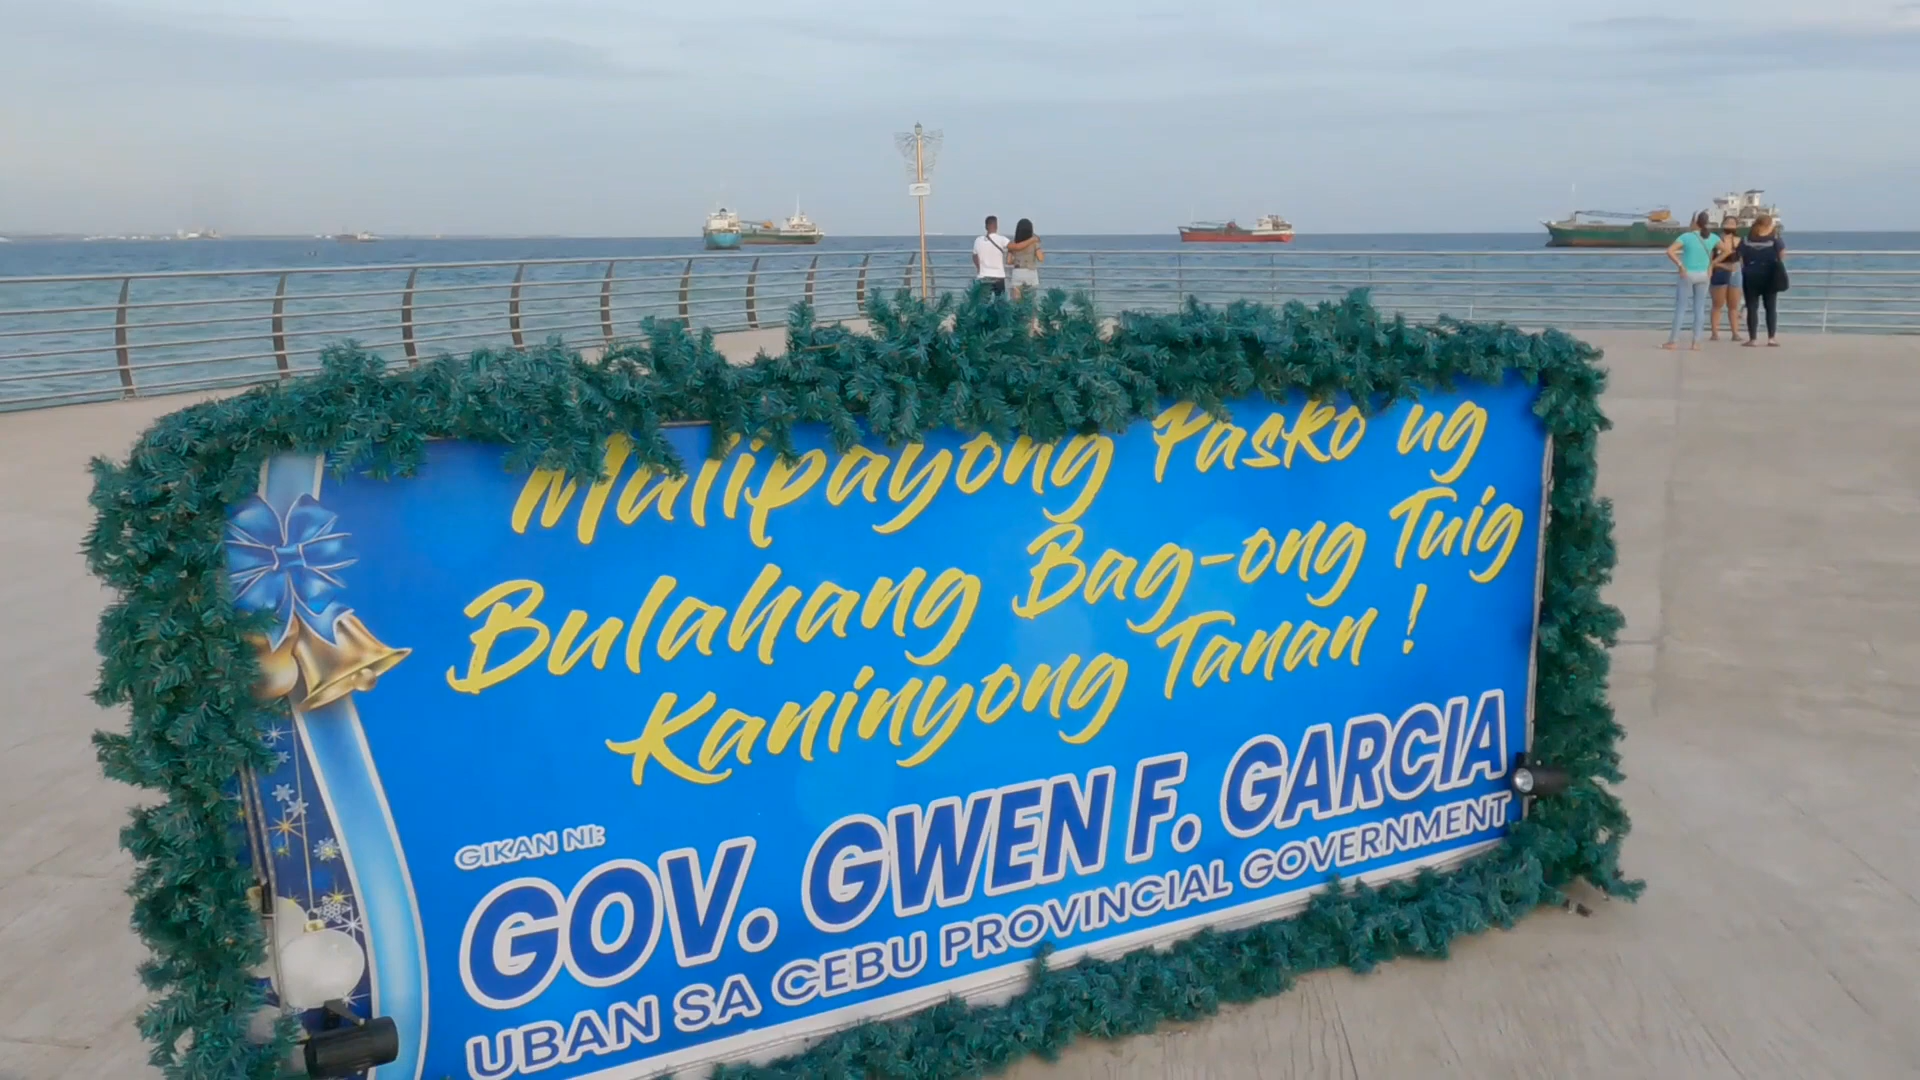 Malipayong Pasko ug
Bulahang Bag-ong Tuig
Kaninyong Tanan !
GIKAN NI:
GOV. GWEN F. GARCIA
UBAN SA CEBU PROVINCIAL GOVERNMENT